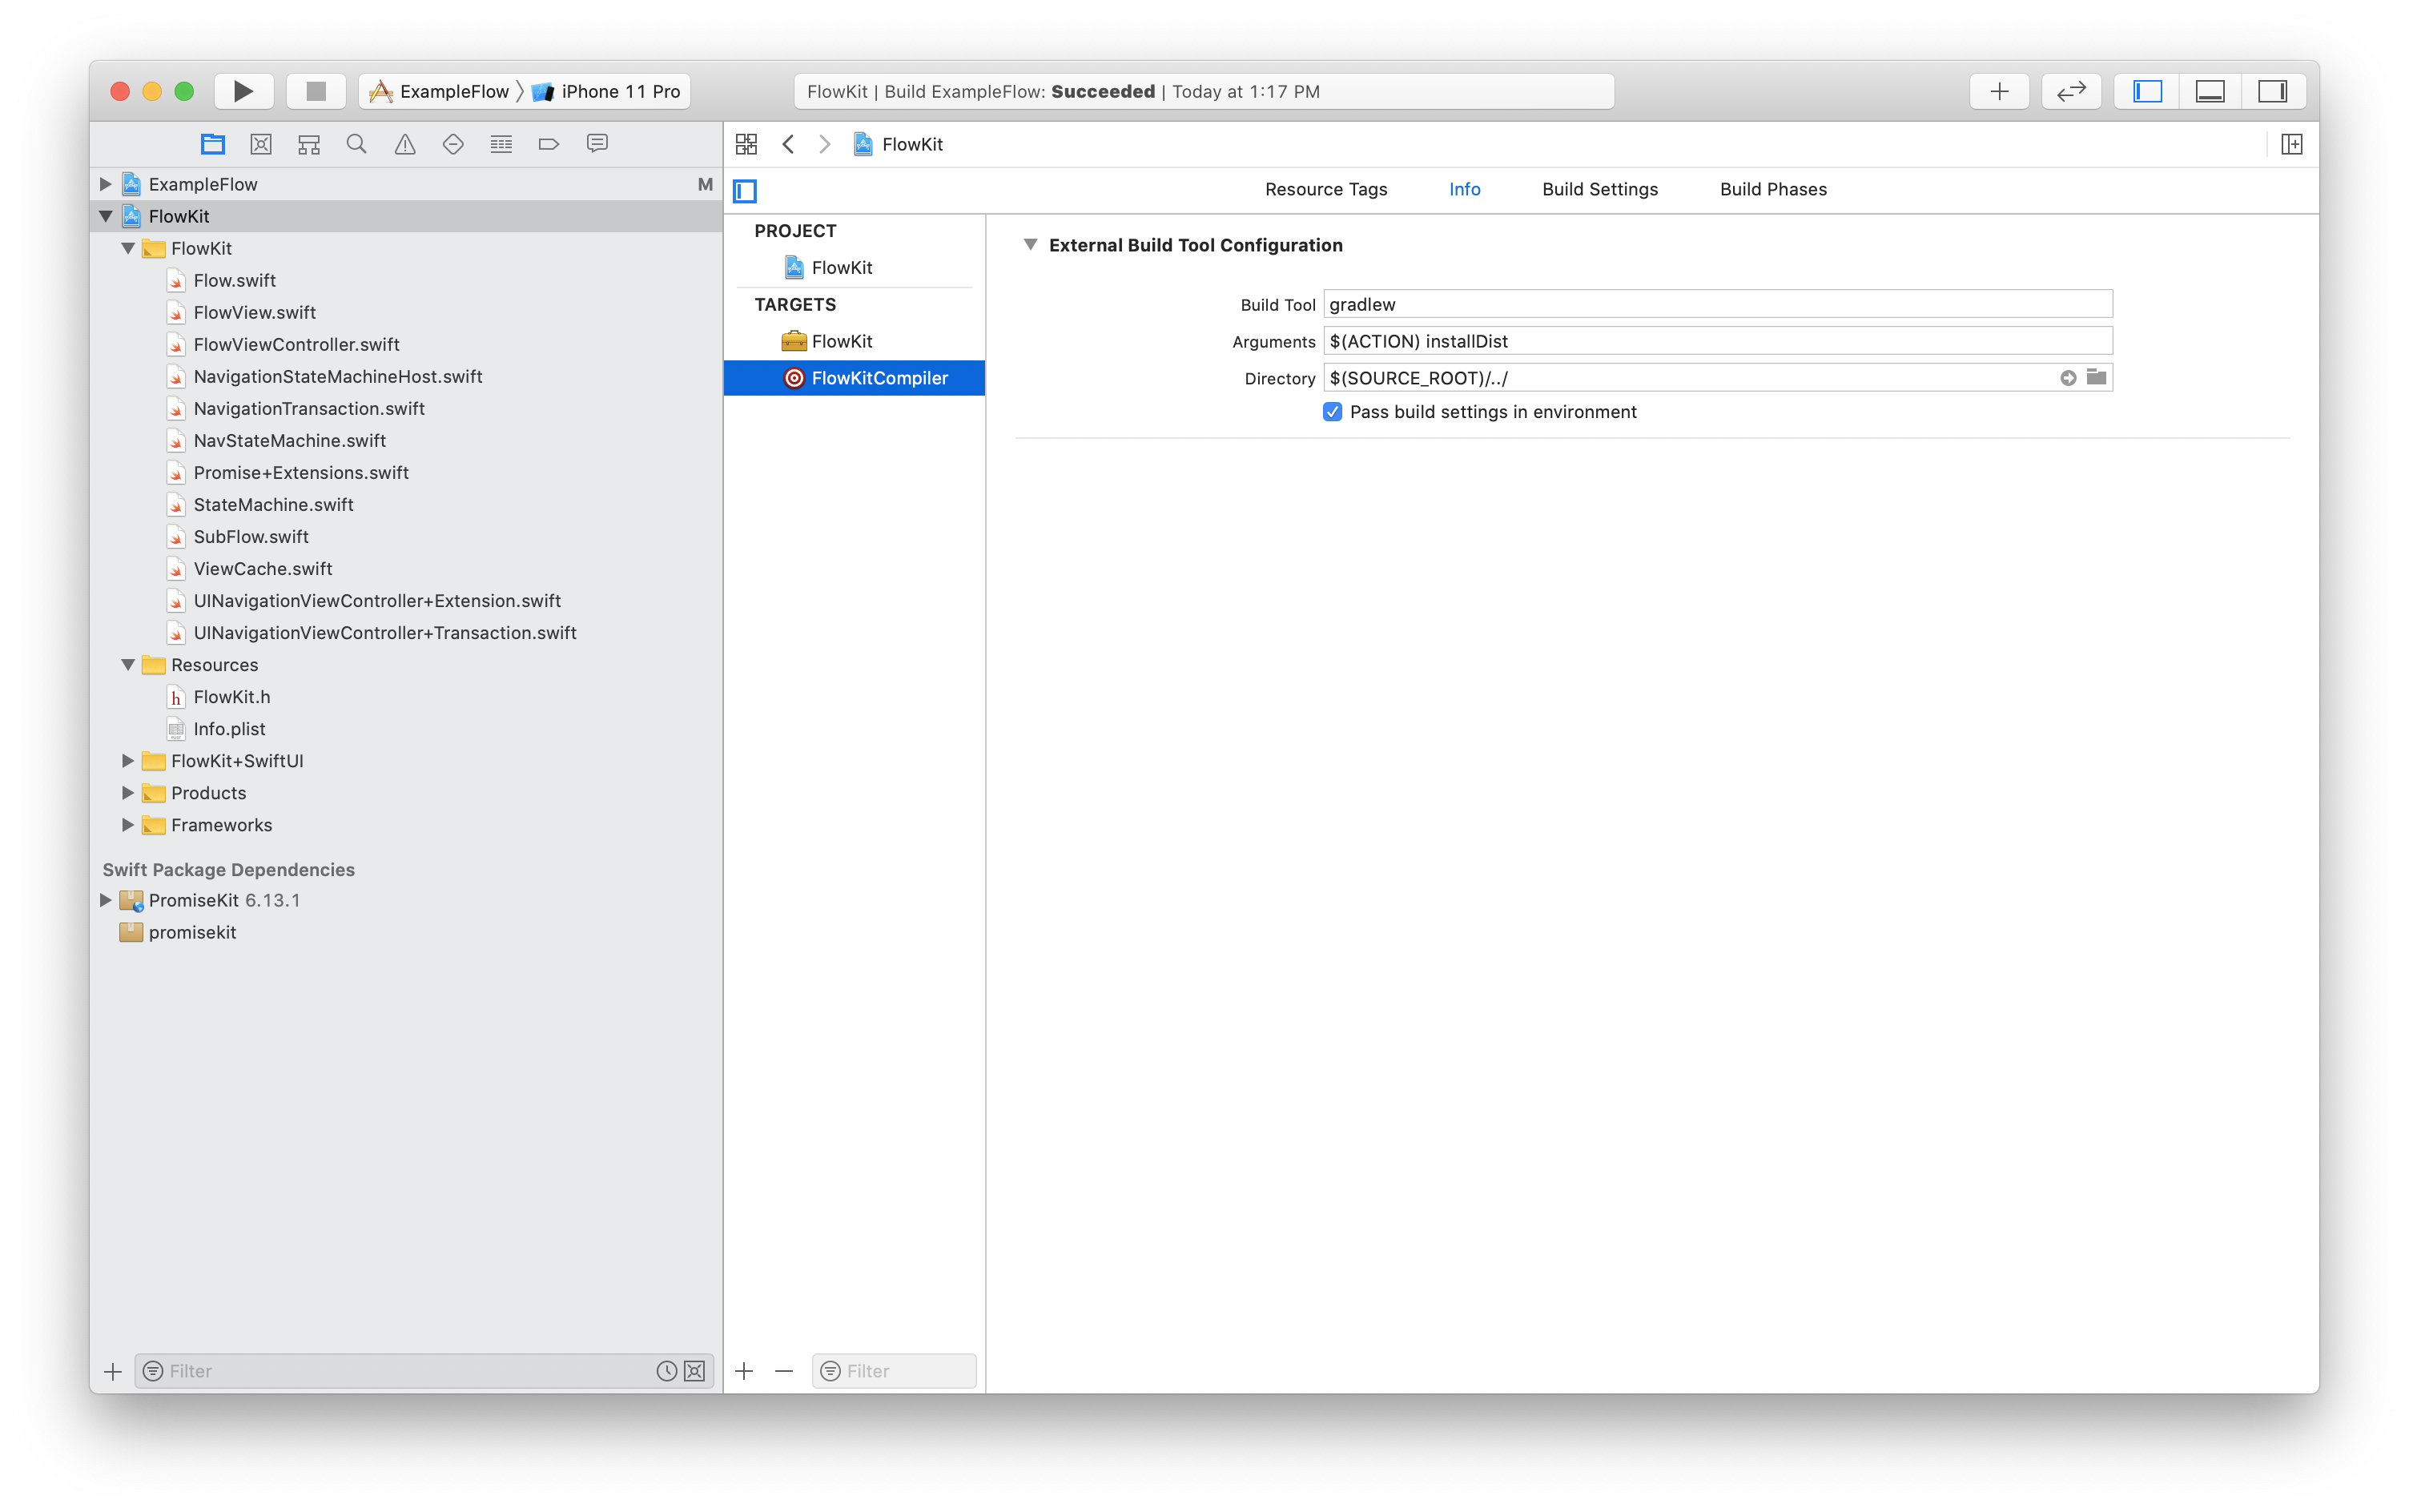 ExampleFlow 〉 iPhone 11 Pro
FlowKit | Build ExampleFlow: Succeeded | Today at 1:17 PM
ExampleFlow M
FlowKit
FlowKit
Flow.swift
FlowView.swift
FlowViewController.swift
NavigationStateMachineHost.swift
NavigationTransaction.swift
NavStateMachine.swift
Promise+Extensions.swift
StateMachine.swift
SubFlow.swift
ViewCache.swift
UINavigationViewController+Extension.swift
UINavigationViewController+Transaction.swift
Resources
h FlowKit.h
Info.plist
FlowKit+SwiftUI
Products
Frameworks
Swift Package Dependencies
PromiseKit 6.13.1
promisekit
Filter
FlowKit
Resource Tags Info Build Settings Build Phases
PROJECT
FlowKit
TARGETS
FlowKit
FlowKitCompiler
Filter
External Build Tool Configuration
Build Tool gradlew
Arguments $(ACTION) installDist
Directory $(SOURCE_ROOT)/../
Pass build settings in environment